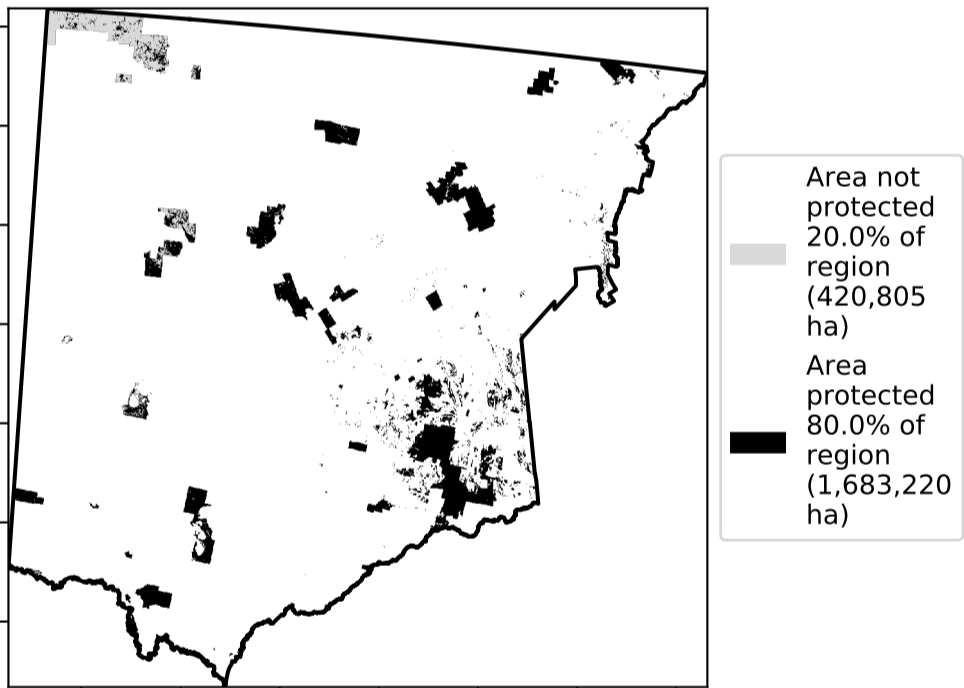 Area not
protected
20.0% of
region
(420,805
ha)
Area
protected
80.0% of
region
(1,683,220
ha)